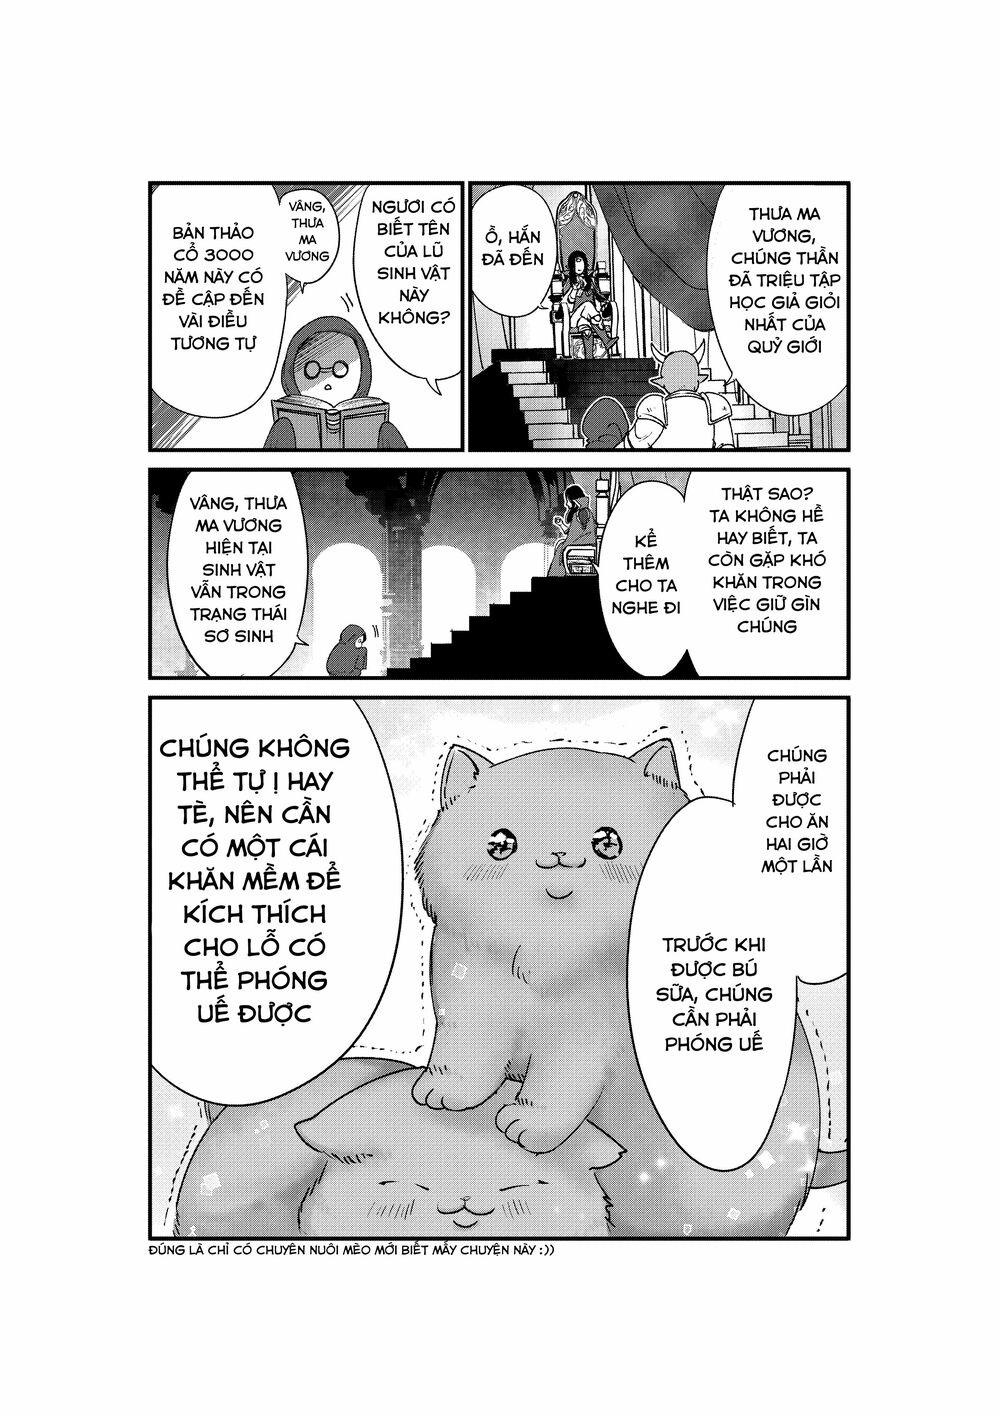 THƯA MA
VƯƠNG,
CHÚNG THẦN
ĐÃ TRIỆU TẬP
HỌC GIẢ GIỎI
NHẤT CỦA
QUỶ GIỚI
Ồ, HẮN
ĐÃ ĐẾN
NGƯƠI CÓ
BIẾT TÊN
CỦA LŨ
SINH VẬT
NÀY
KHÔNG?
VÂNG,
THƯA
MA
VƯƠNG
BẢN THẢO
CỔ 3000
NĂM NÀY CÓ
ĐỀ CẬP ĐẾN
VÀI ĐIỀU
TƯƠNG TỰ
THẬT SAO?
TA KHÔNG HỀ
HAY BIẾT, TA
CÒN GẶP KHÓ
KHĂN TRONG
VIỆC GIỮ GÌN
CHÚNG
KỂ
THÊM
CHO TA
NGHE ĐI
VÂNG, THƯA
MA VƯƠNG
HIỆN TẠI
SINH VẬT
VẪN TRONG
TRẠNG THÁI
SƠ SINH
CHÚNG
PHẢI
ĐƯỢC
CHO ĂN
HAI GIỜ
MỘT LẦN
TRƯỚC KHI
ĐƯỢC BÚ
SỮA, CHÚNG
CẦN PHẢI
PHÓNG UẾ
CHÚNG KHÔNG
THỂ TỰ Ị HAY
TÈ, NÊN CẦN
CÓ MỘT CÁI
KHĂN MỀM ĐỂ
KÍCH THÍCH
CHO LỖ CÓ
THỂ PHÓNG
UẾ ĐƯỢC
ĐÚNG LÀ CHỈ CÓ CHUYÊN NUÔI MÈO MỚI BIẾT MẤY CHUYỆN NÀY :))